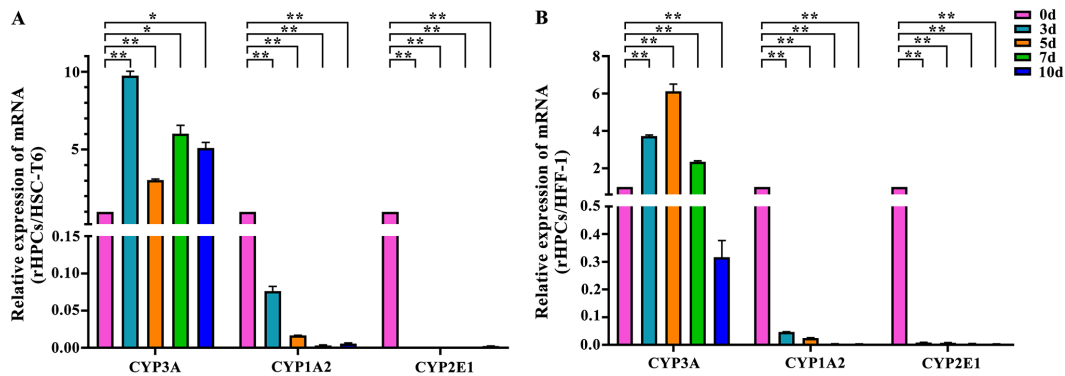 A
Relative expression of mRNA
(rHPCs/HSC-T6)
10
5
0.15
0.10
0.05
0.00
*
*
**
**
**
**
**
**
**
**
**
**
CYP3A
CYP1A2
CYP2E1
B
Relative expression of mRNA
(rHPCs/HFF-1)
8
6
4
2
0.5
0.4
0.3
0.2
0.1
0.0
**
**
**
**
**
**
**
**
**
**
**
**
CYP3A
CYP1A2
CYP2E1
0d
3d
5d
7d
10d